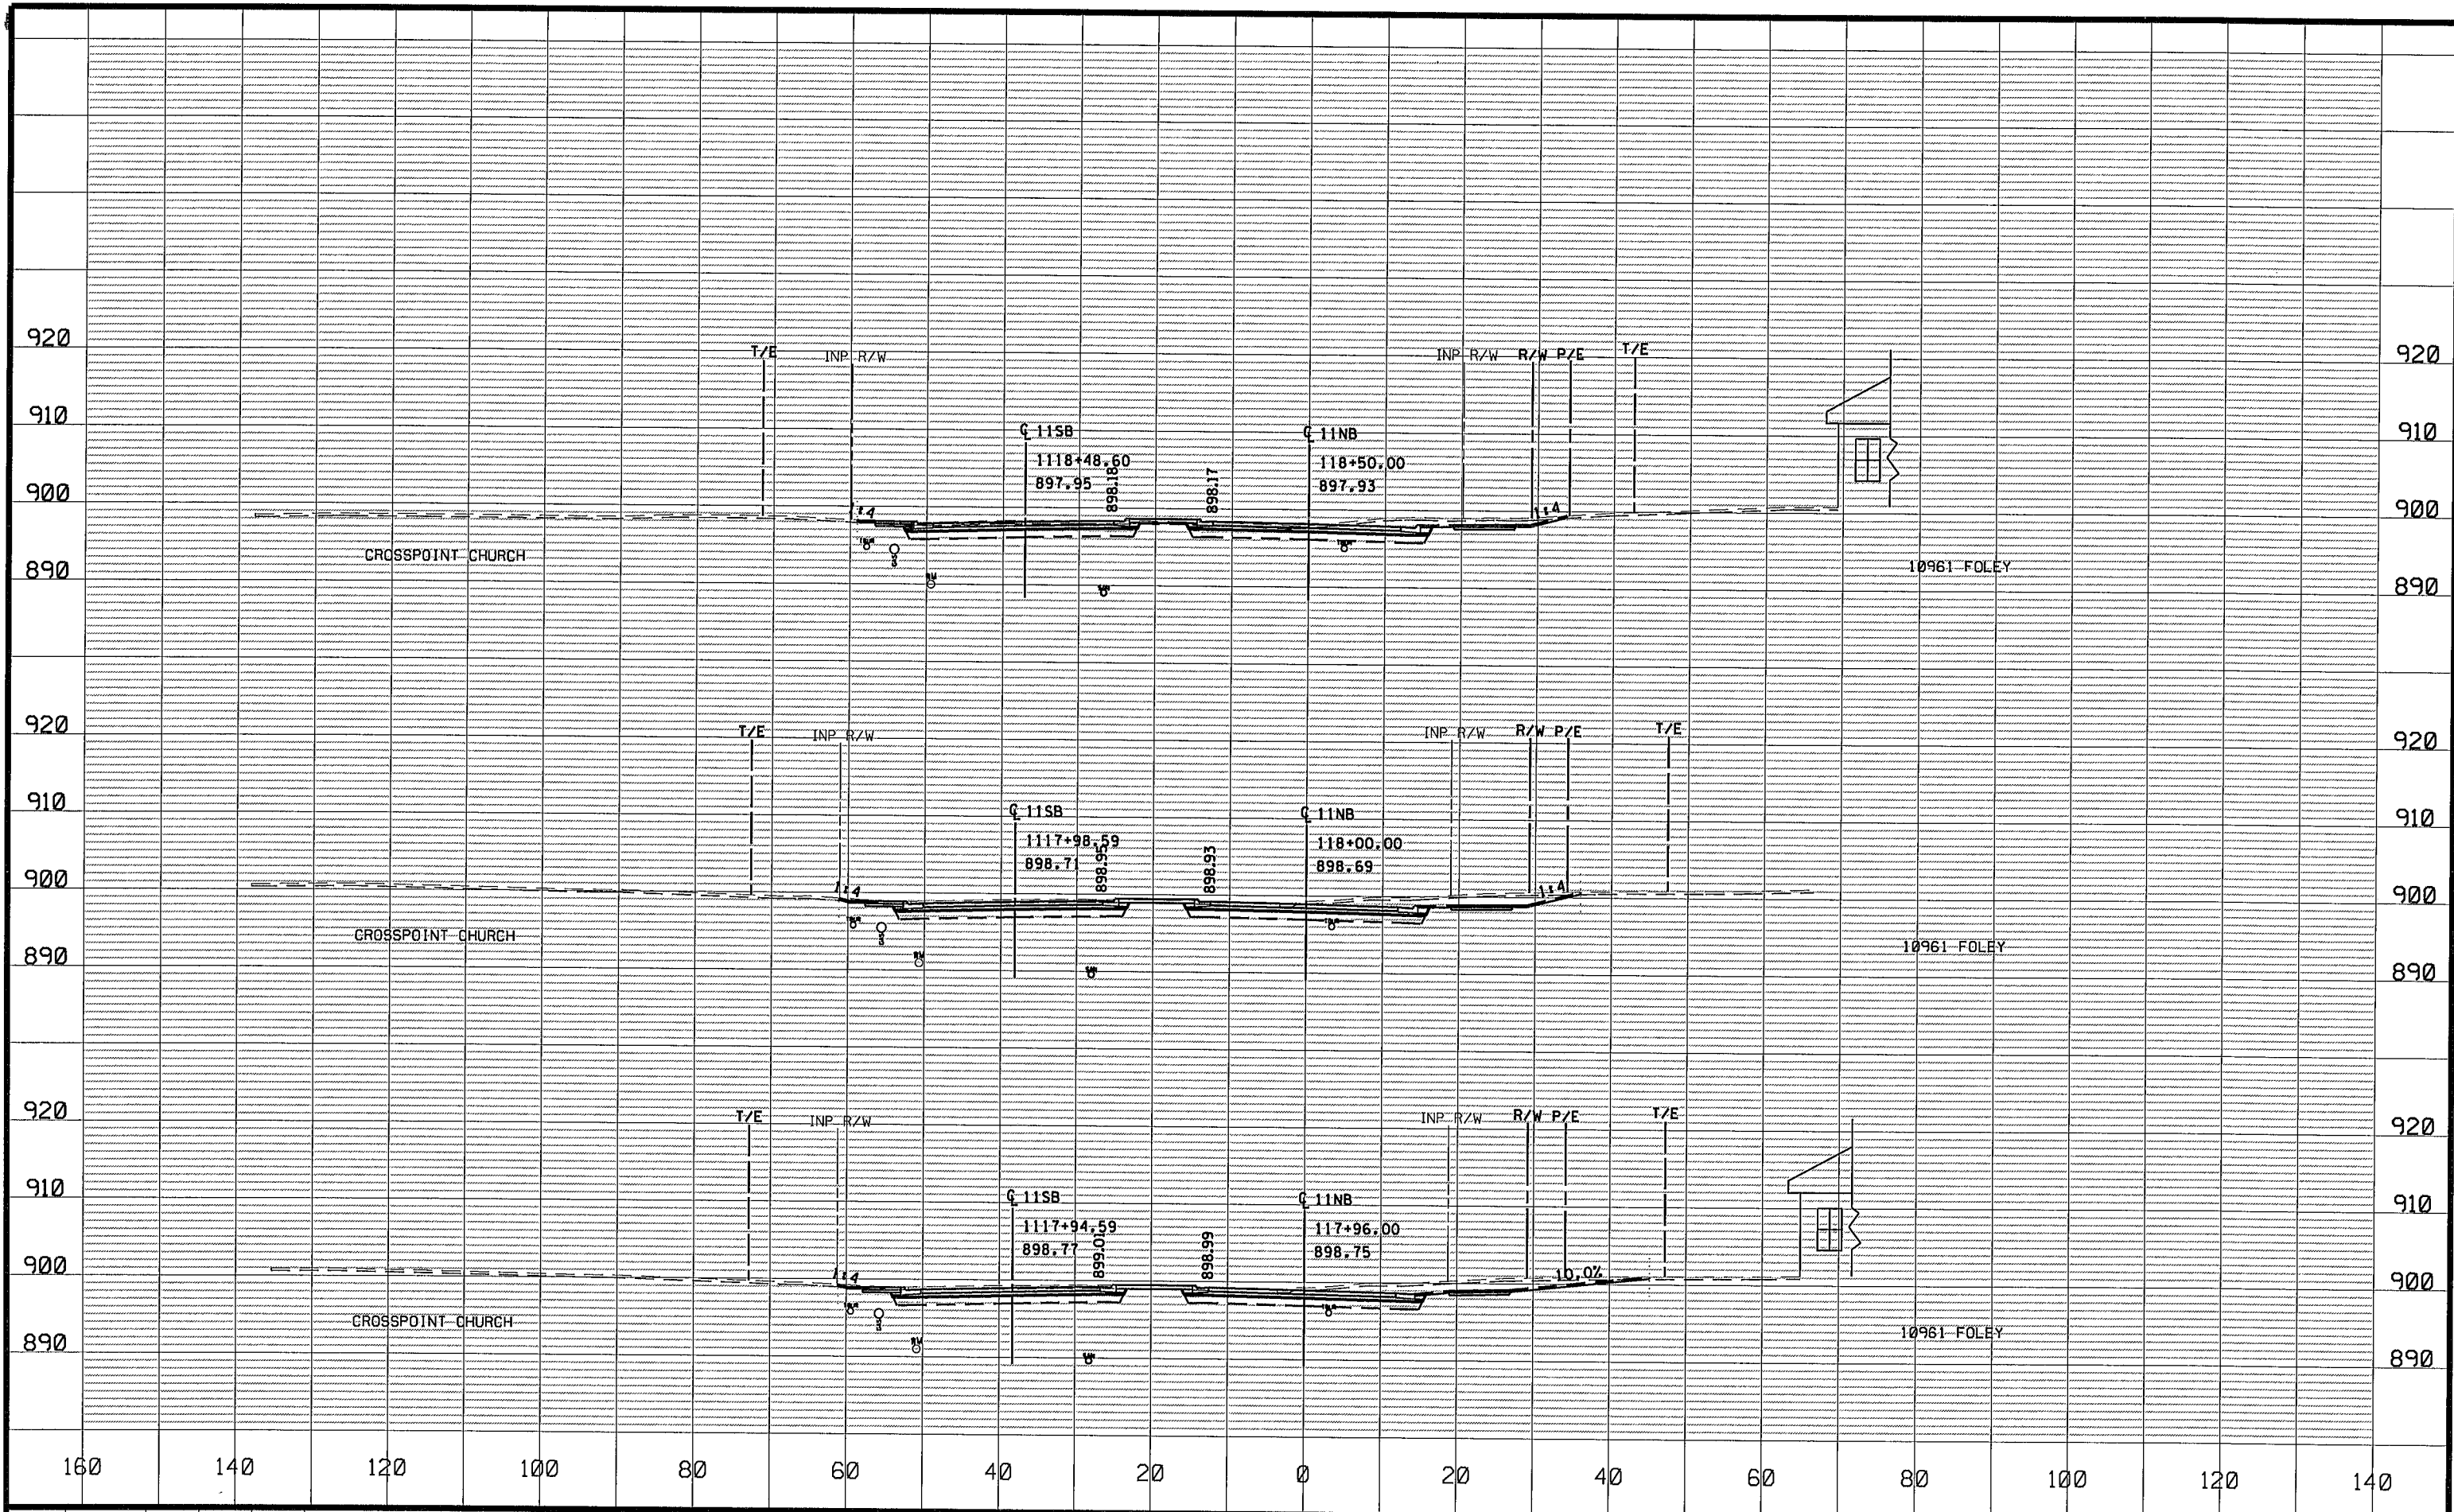 920 920
T/E INP R/W INP R/W R/W P/E T/E
910 910
℄ 11SB ℄ 11NB
1118+48.60 118+50.00
897.95 898.18 898.17 897.93
900 900
1:4 1:4
CROSSPOINT CHURCH 10961 FOLEY
890 890
920 920
T/E INP R/W INP R/W R/W P/E T/E
910 910
℄ 11SB ℄ 11NB
1117+98.59 118+00.00
898.71 898.95 898.93 898.69
900 900
1:4 1:4
CROSSPOINT CHURCH 10961 FOLEY
890 890
920 920
T/E INP R/W INP R/W R/W P/E T/E
910 910
℄ 11SB ℄ 11NB
1117+94.59 117+96.00
898.77 899.01 898.99 898.75
900 900
1:4 10.0%
CROSSPOINT CHURCH 10961 FOLEY
890 890
160 140 120 100 80 60 40 20 0 20 40 60 80 100 120 140